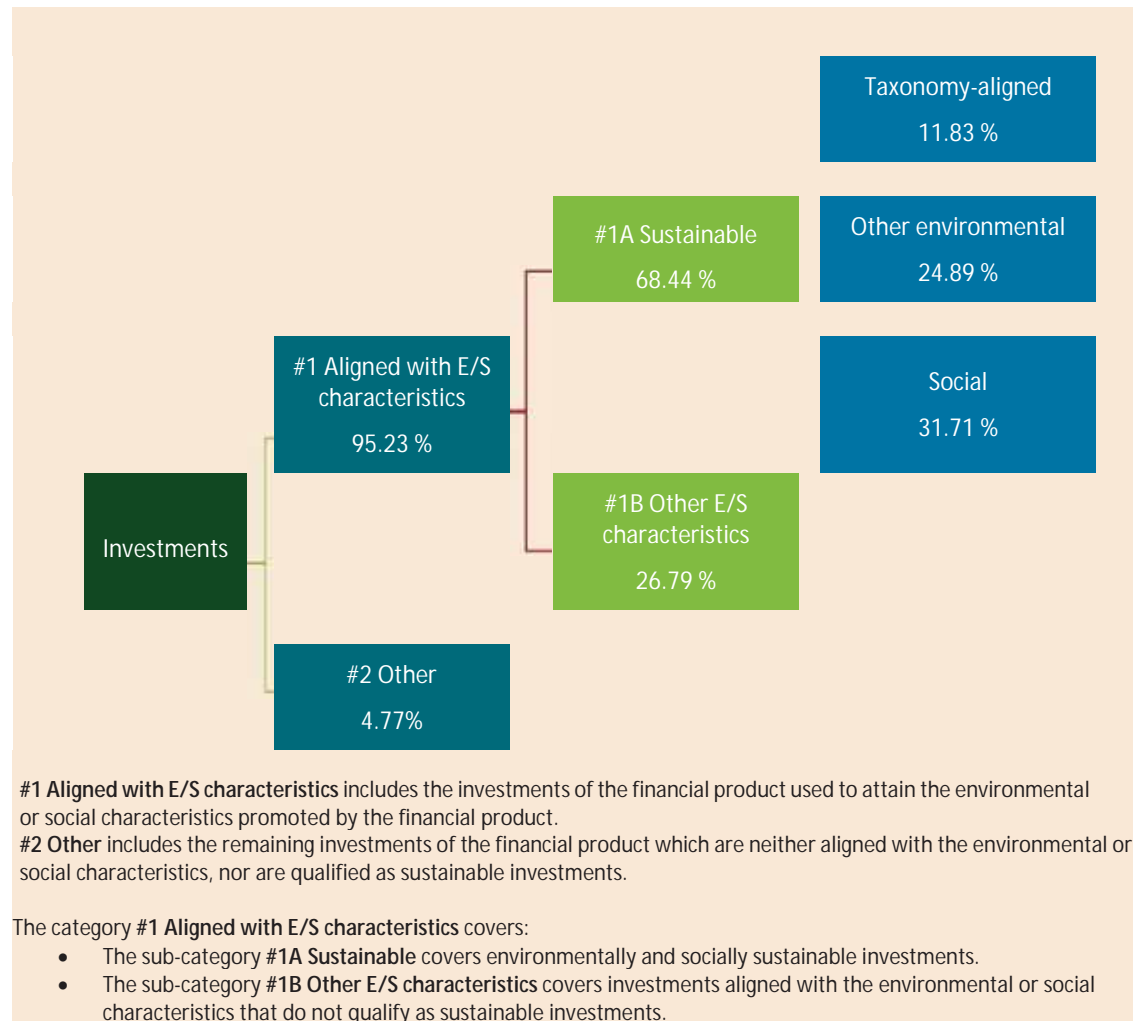 Taxonomy-aligned
11.83 %
#1A Sustainable
68.44 %
Other environmental
24.89 %
#1 Aligned with E/S
characteristics
95.23 %
Social
31.71 %
Investments
#1B Other E/S
characteristics
26.79 %
#2 Other
4.77%
#1 Aligned with E/S characteristics includes the investments of the financial product used to attain the environmental
or social characteristics promoted by the financial product.
#2 Other includes the remaining investments of the financial product which are neither aligned with the environmental or
social characteristics, nor are qualified as sustainable investments.
The category #1 Aligned with E/S characteristics covers:
• The sub-category #1A Sustainable covers environmentally and socially sustainable investments.
• The sub-category #1B Other E/S characteristics covers investments aligned with the environmental or social
characteristics that do not qualify as sustainable investments.